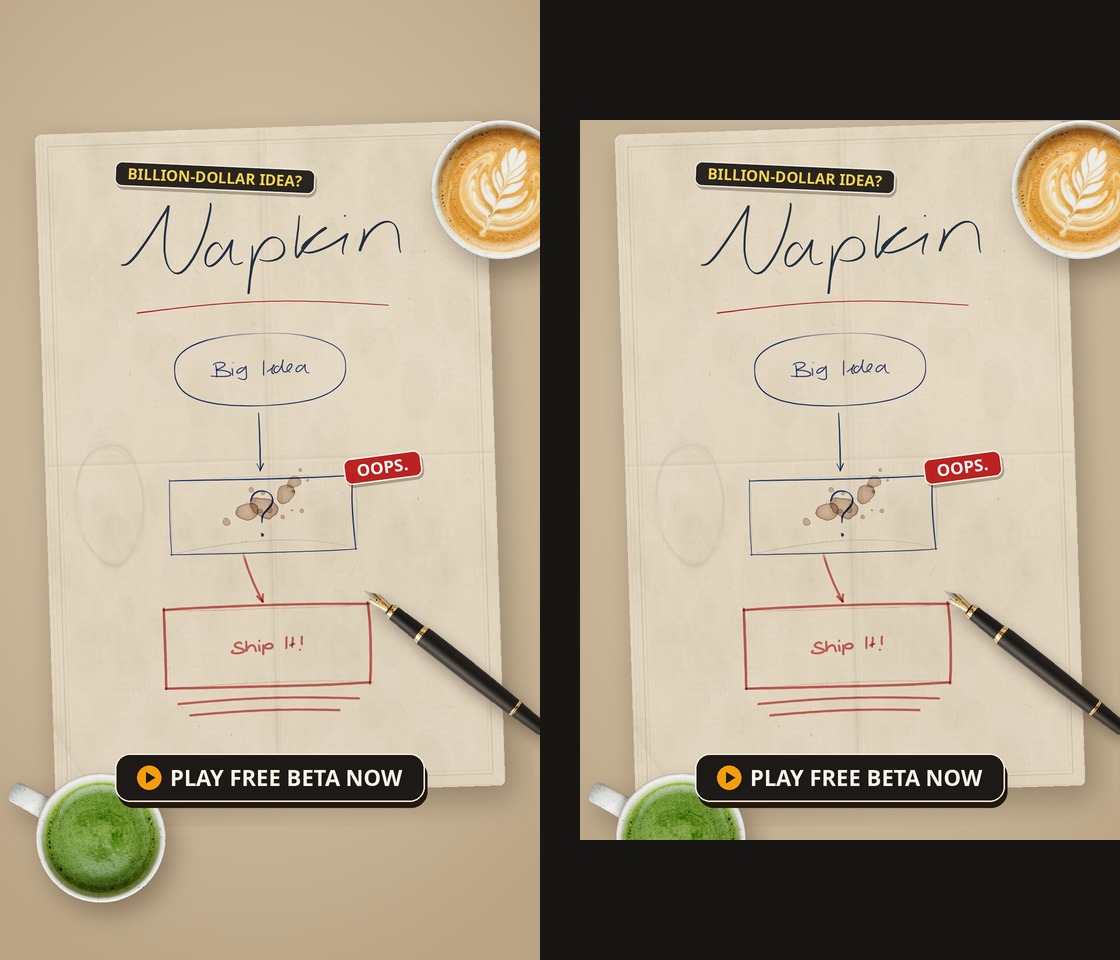 BILLION-DOLLAR IDEA?
Napkin
Big Idea
OOPS.
?
Ship It!
PLAY FREE BETA NOW
BILLION-DOLLAR IDEA?
Napkin
Big Idea
OOPS.
?
Ship It!
PLAY FREE BETA NOW